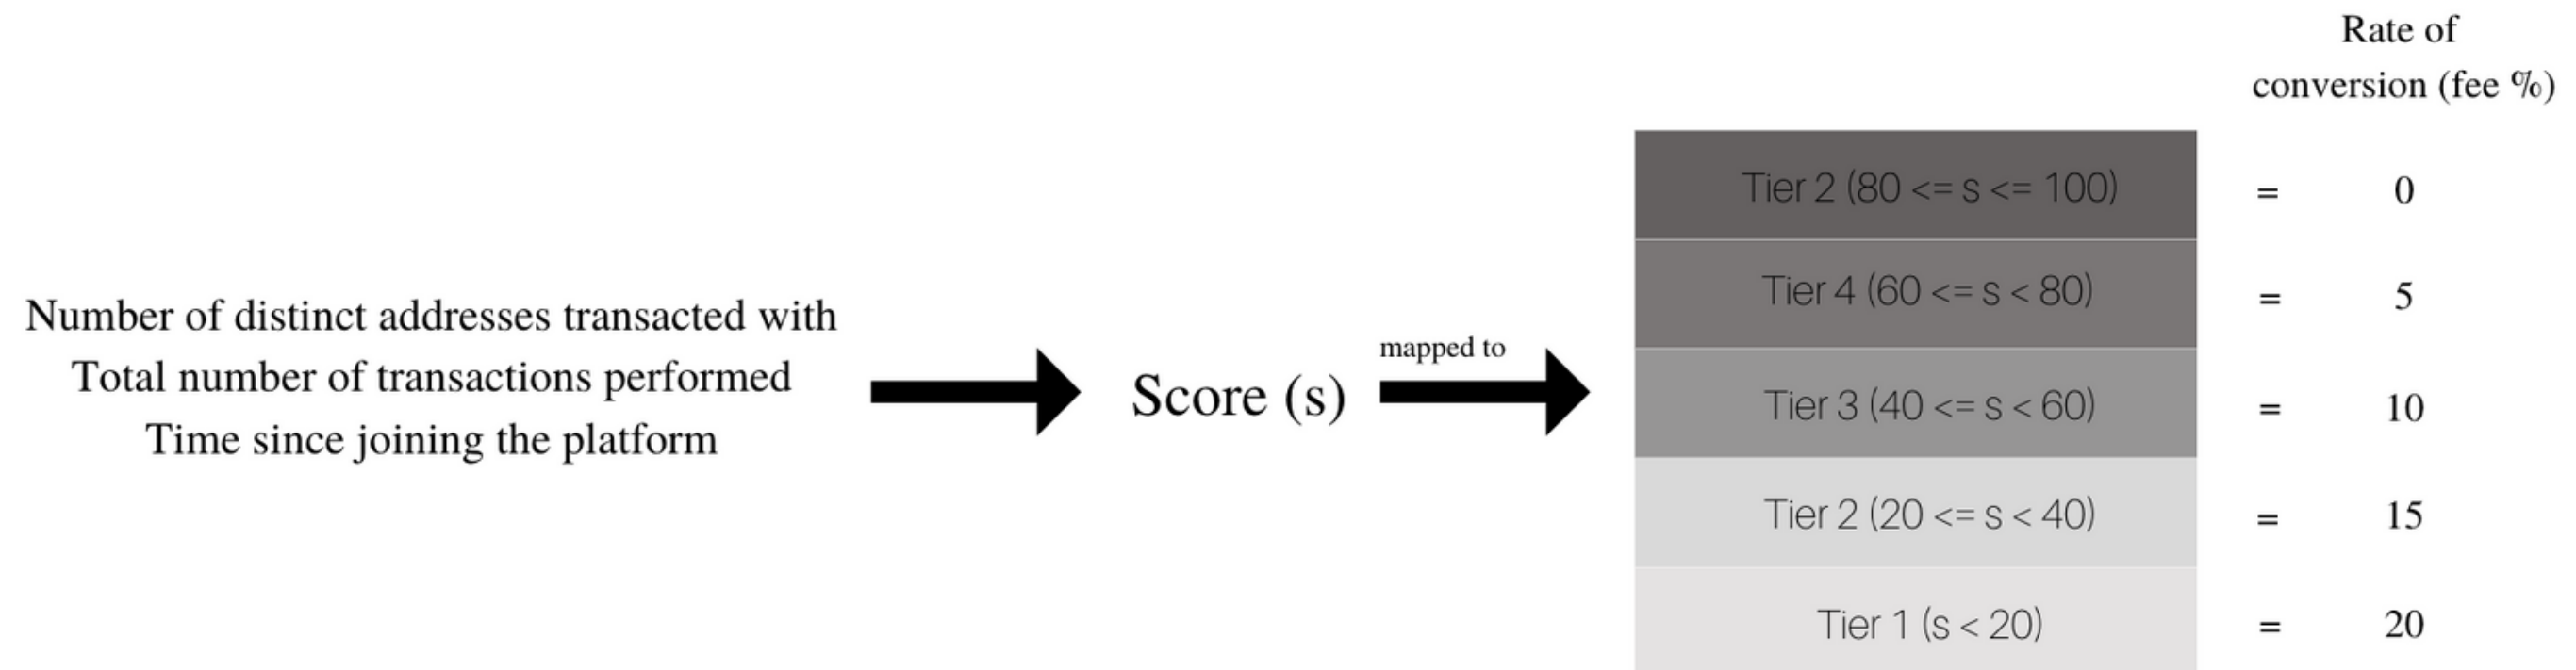 Rate of
conversion (fee %)
Number of distinct addresses transacted with
Total number of transactions performed
Time since joining the platform
Score (s)
mapped to
Tier 2 (80 <= s <= 100) = 0
Tier 4 (60 <= s < 80) = 5
Tier 3 (40 <= s < 60) = 10
Tier 2 (20 <= s < 40) = 15
Tier 1 (s < 20) = 20